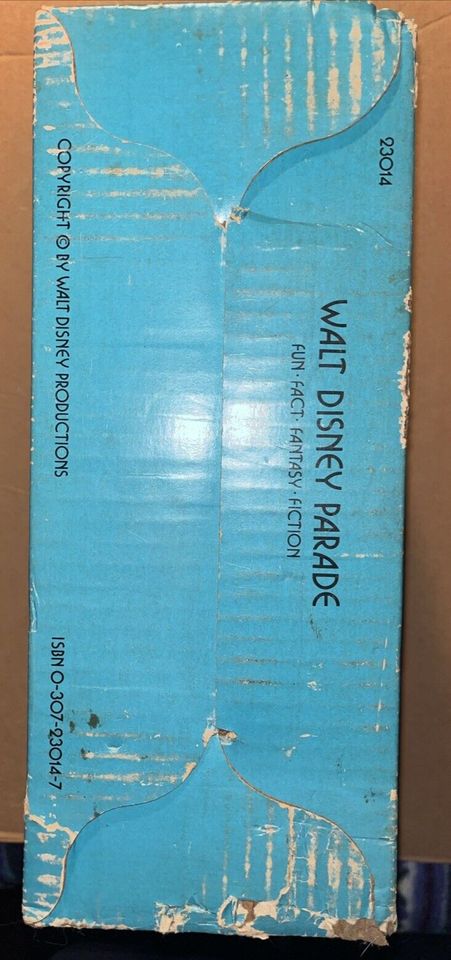 23014
WALT DISNEY PARADE
FUN · FACT · FANTASY · FICTION
COPYRIGHT © BY WALT DISNEY PRODUCTIONS
ISBN 0-307-23014-7